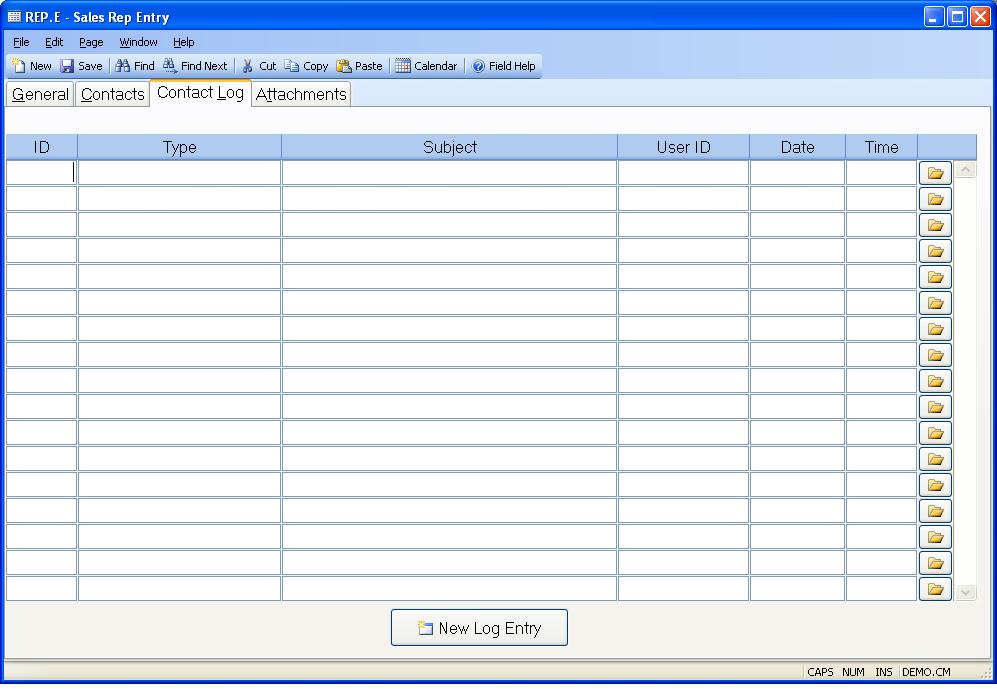 REP.E - Sales Rep Entry
File Edit Page Window Help
New Save Find Find Next Cut Copy Paste Calendar Field Help
General Contacts Contact Log Attachments
ID Type Subject User ID Date Time
New Log Entry
CAPS NUM INS DEMO.CM